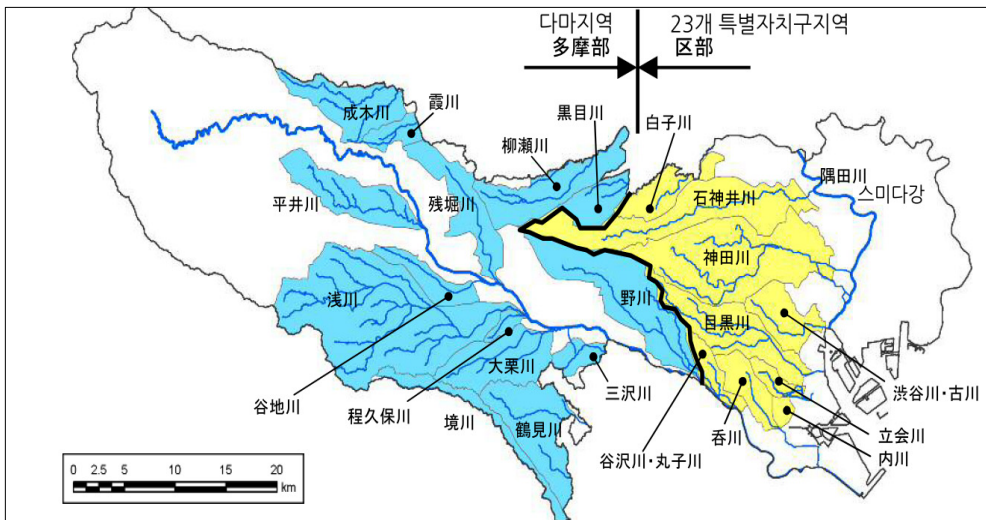 다마지역
多摩部
23개 특별자치구지역
区部
成木川
霞川
柳瀬川
黒目川
白子川
石神井川
隅田川
스미다강
平井川
残堀川
神田川
浅川
野川
目黒川
谷地川
程久保川
大栗川
境川
鶴見川
三沢川
谷沢川・丸子川
呑川
渋谷川・古川
立会川
内川
0 2.5 5 10 15 20
km